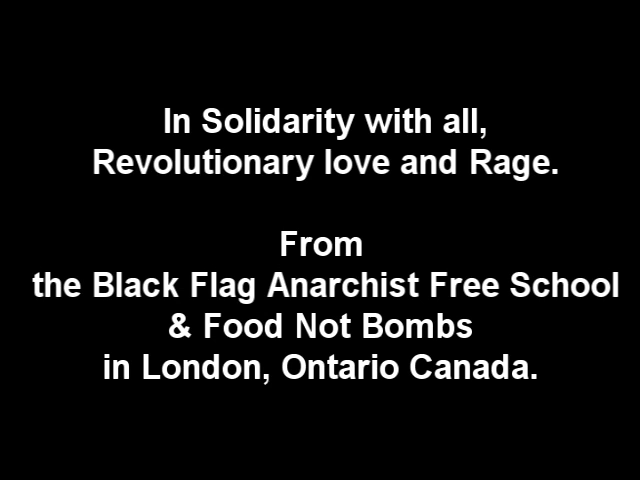 In Solidarity with all,
Revolutionary love and Rage.
From
the Black Flag Anarchist Free School
& Food Not Bombs
in London, Ontario Canada.